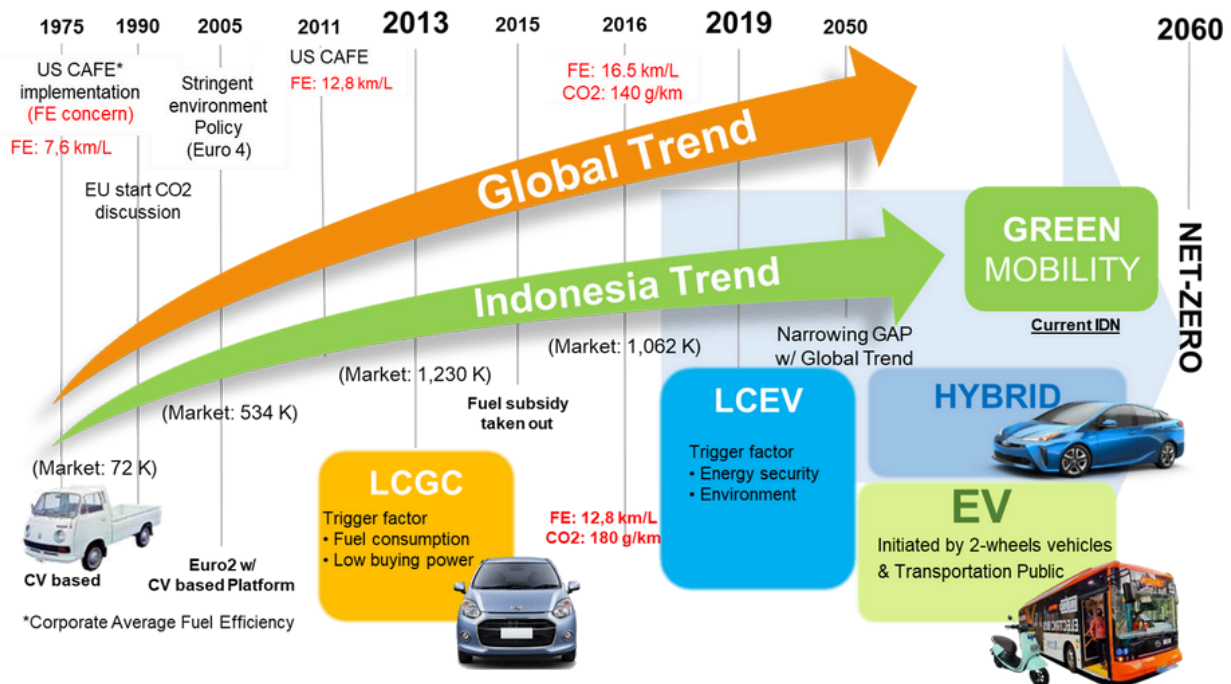 1975 1990 2005 2011 2013 2015 2016 2019 2050 2060
US CAFE*
implementation
(FE concern)
FE: 7,6 km/L
EU start CO2
discussion
Stringent
environment
Policy
(Euro 4)
US CAFE
FE: 12,8 km/L
FE: 16.5 km/L
CO2: 140 g/km
Global Trend
Indonesia Trend
GREEN
MOBILITY
NET-ZERO
Current IDN
Narrowing GAP
w/ Global Trend
(Market: 72 K)
(Market: 534 K)
(Market: 1,230 K)
(Market: 1,062 K)
Fuel subsidy
taken out
CV based
Euro2 w/
CV based Platform
*Corporate Average Fuel Efficiency
LCGC
Trigger factor
• Fuel consumption
• Low buying power
FE: 12,8 km/L
CO2: 180 g/km
LCEV
Trigger factor
• Energy security
• Environment
HYBRID
EV
Initiated by 2-wheels vehicles
& Transportation Public
ELECTRIC BUS